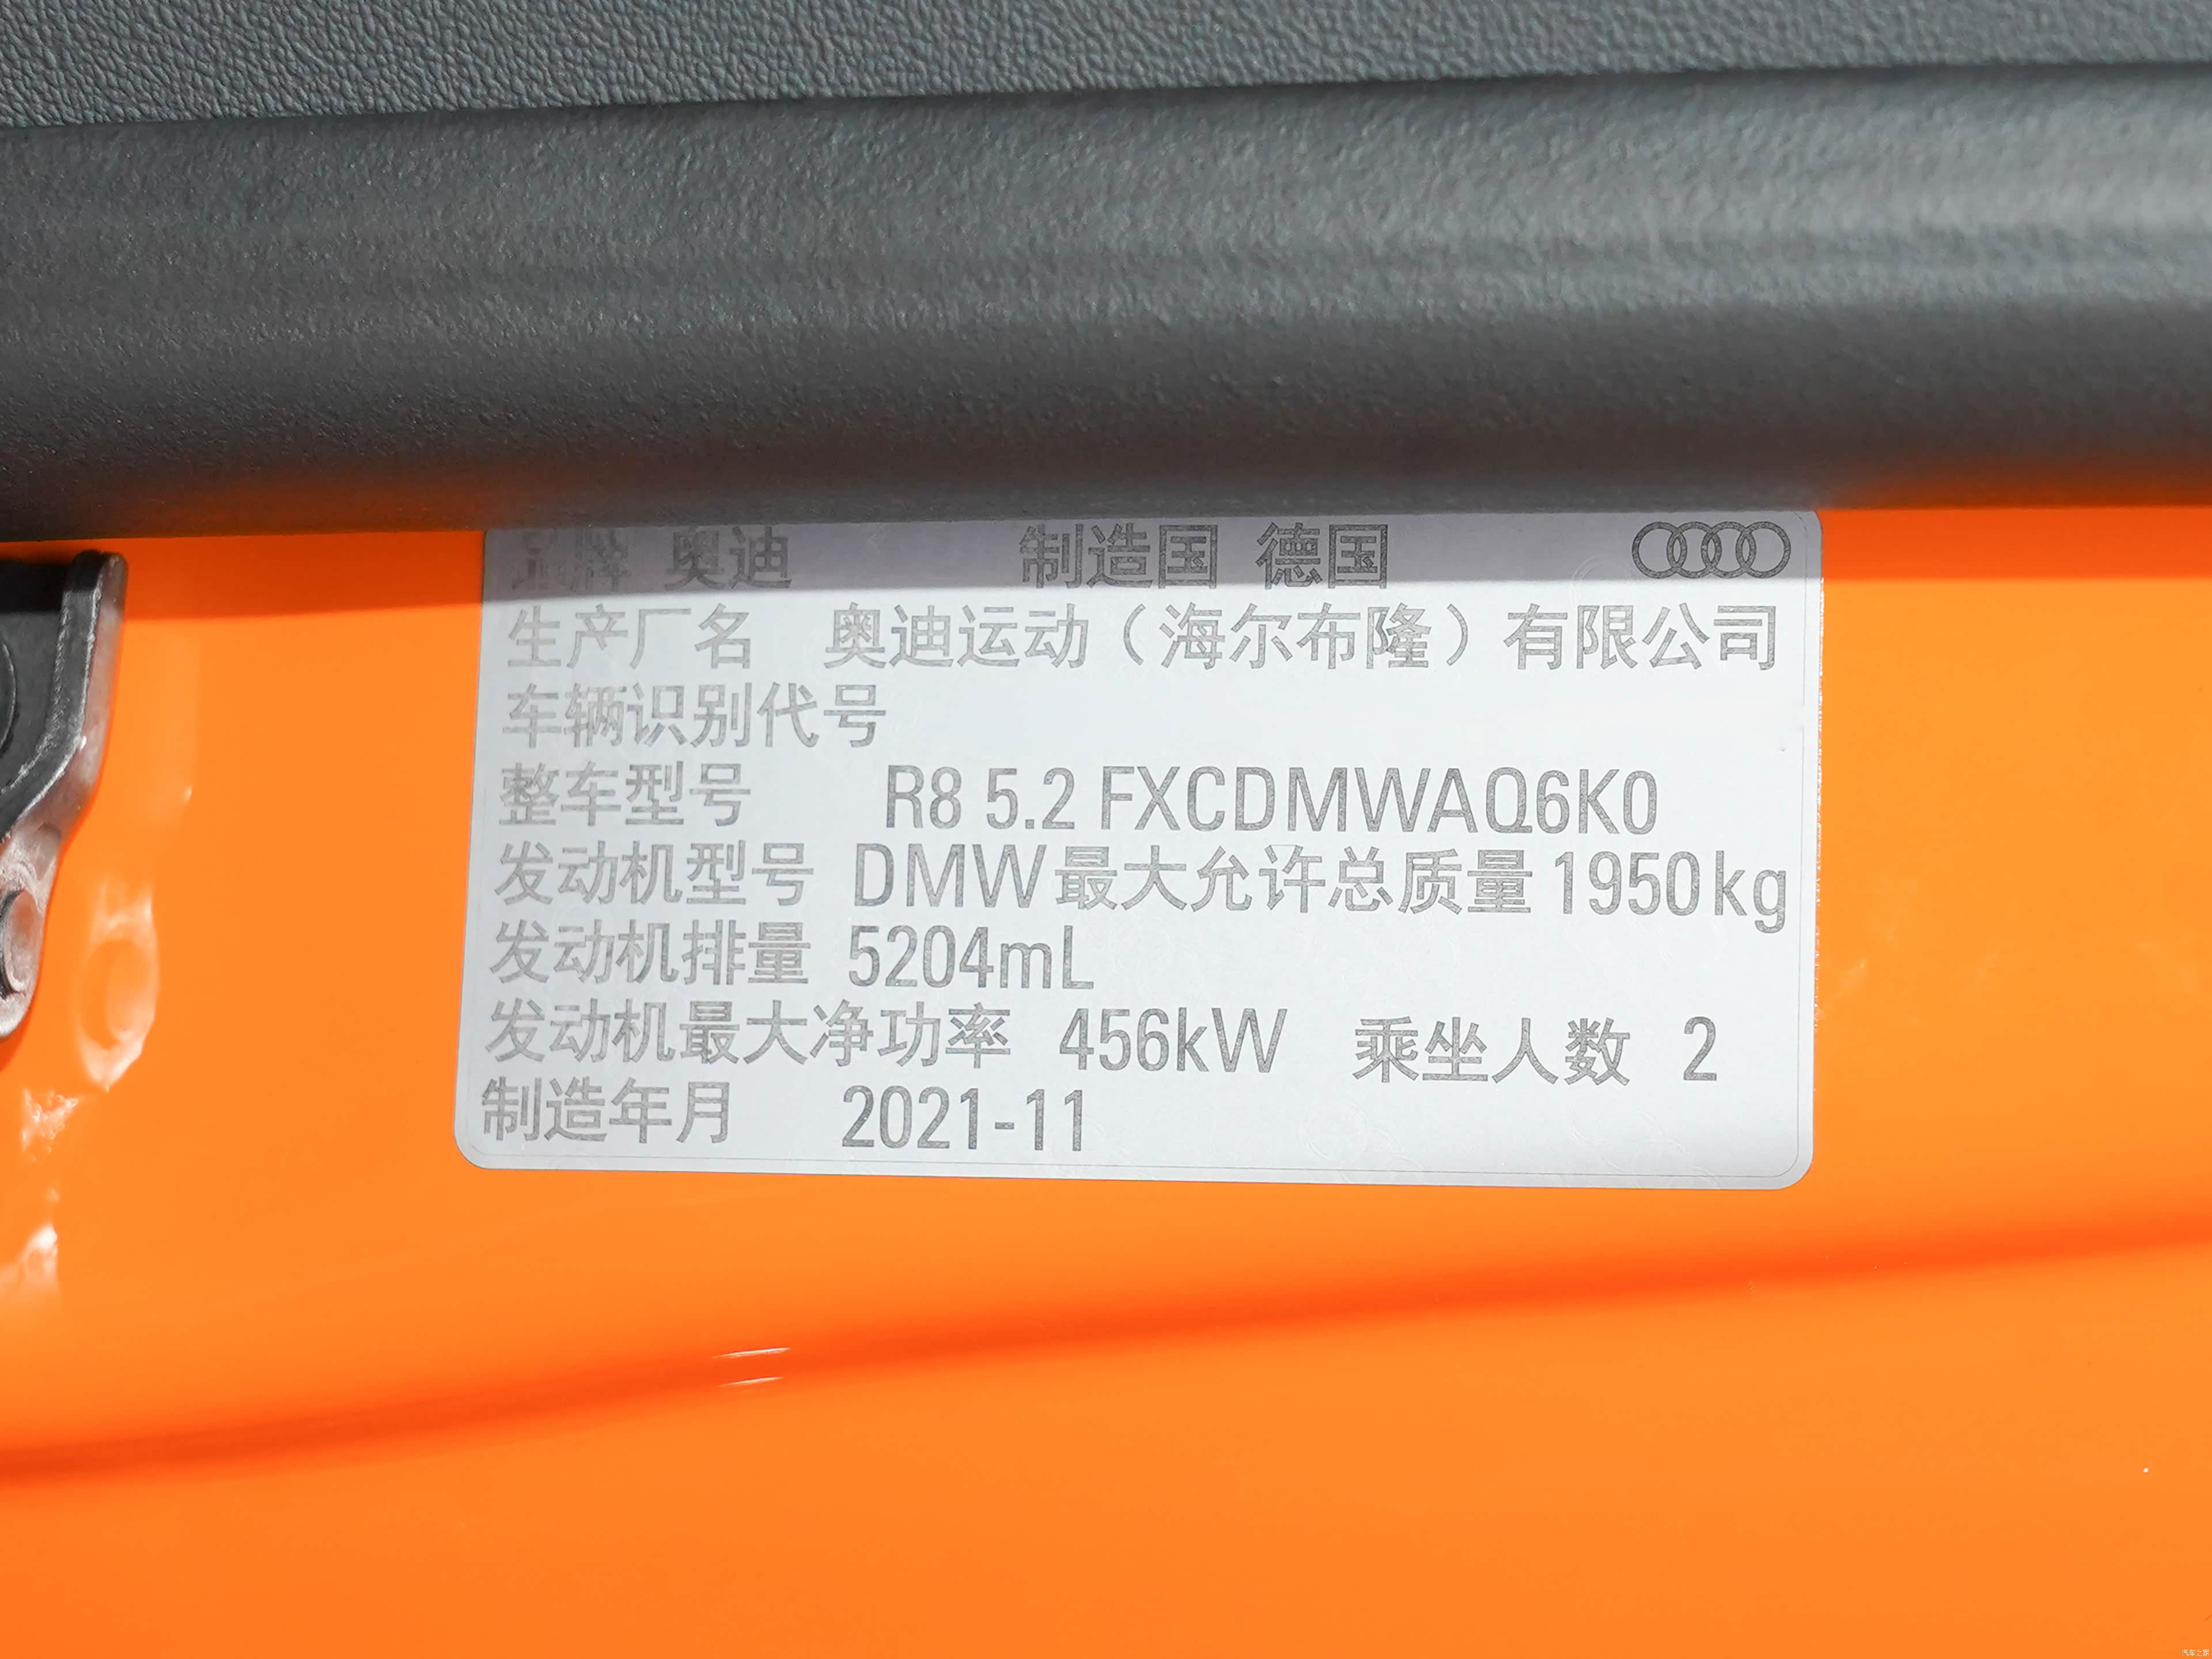 品牌 奥迪 制造国 德国
生产厂名 奥迪运动（海尔布隆）有限公司
车辆识别代号
整车型号 R8 5.2 FXCDMWAQ6K0
发动机型号 DMW 最大允许总质量 1950kg
发动机排量 5204mL
发动机最大净功率 456kW 乘坐人数 2
制造年月 2021-11
汽车之家